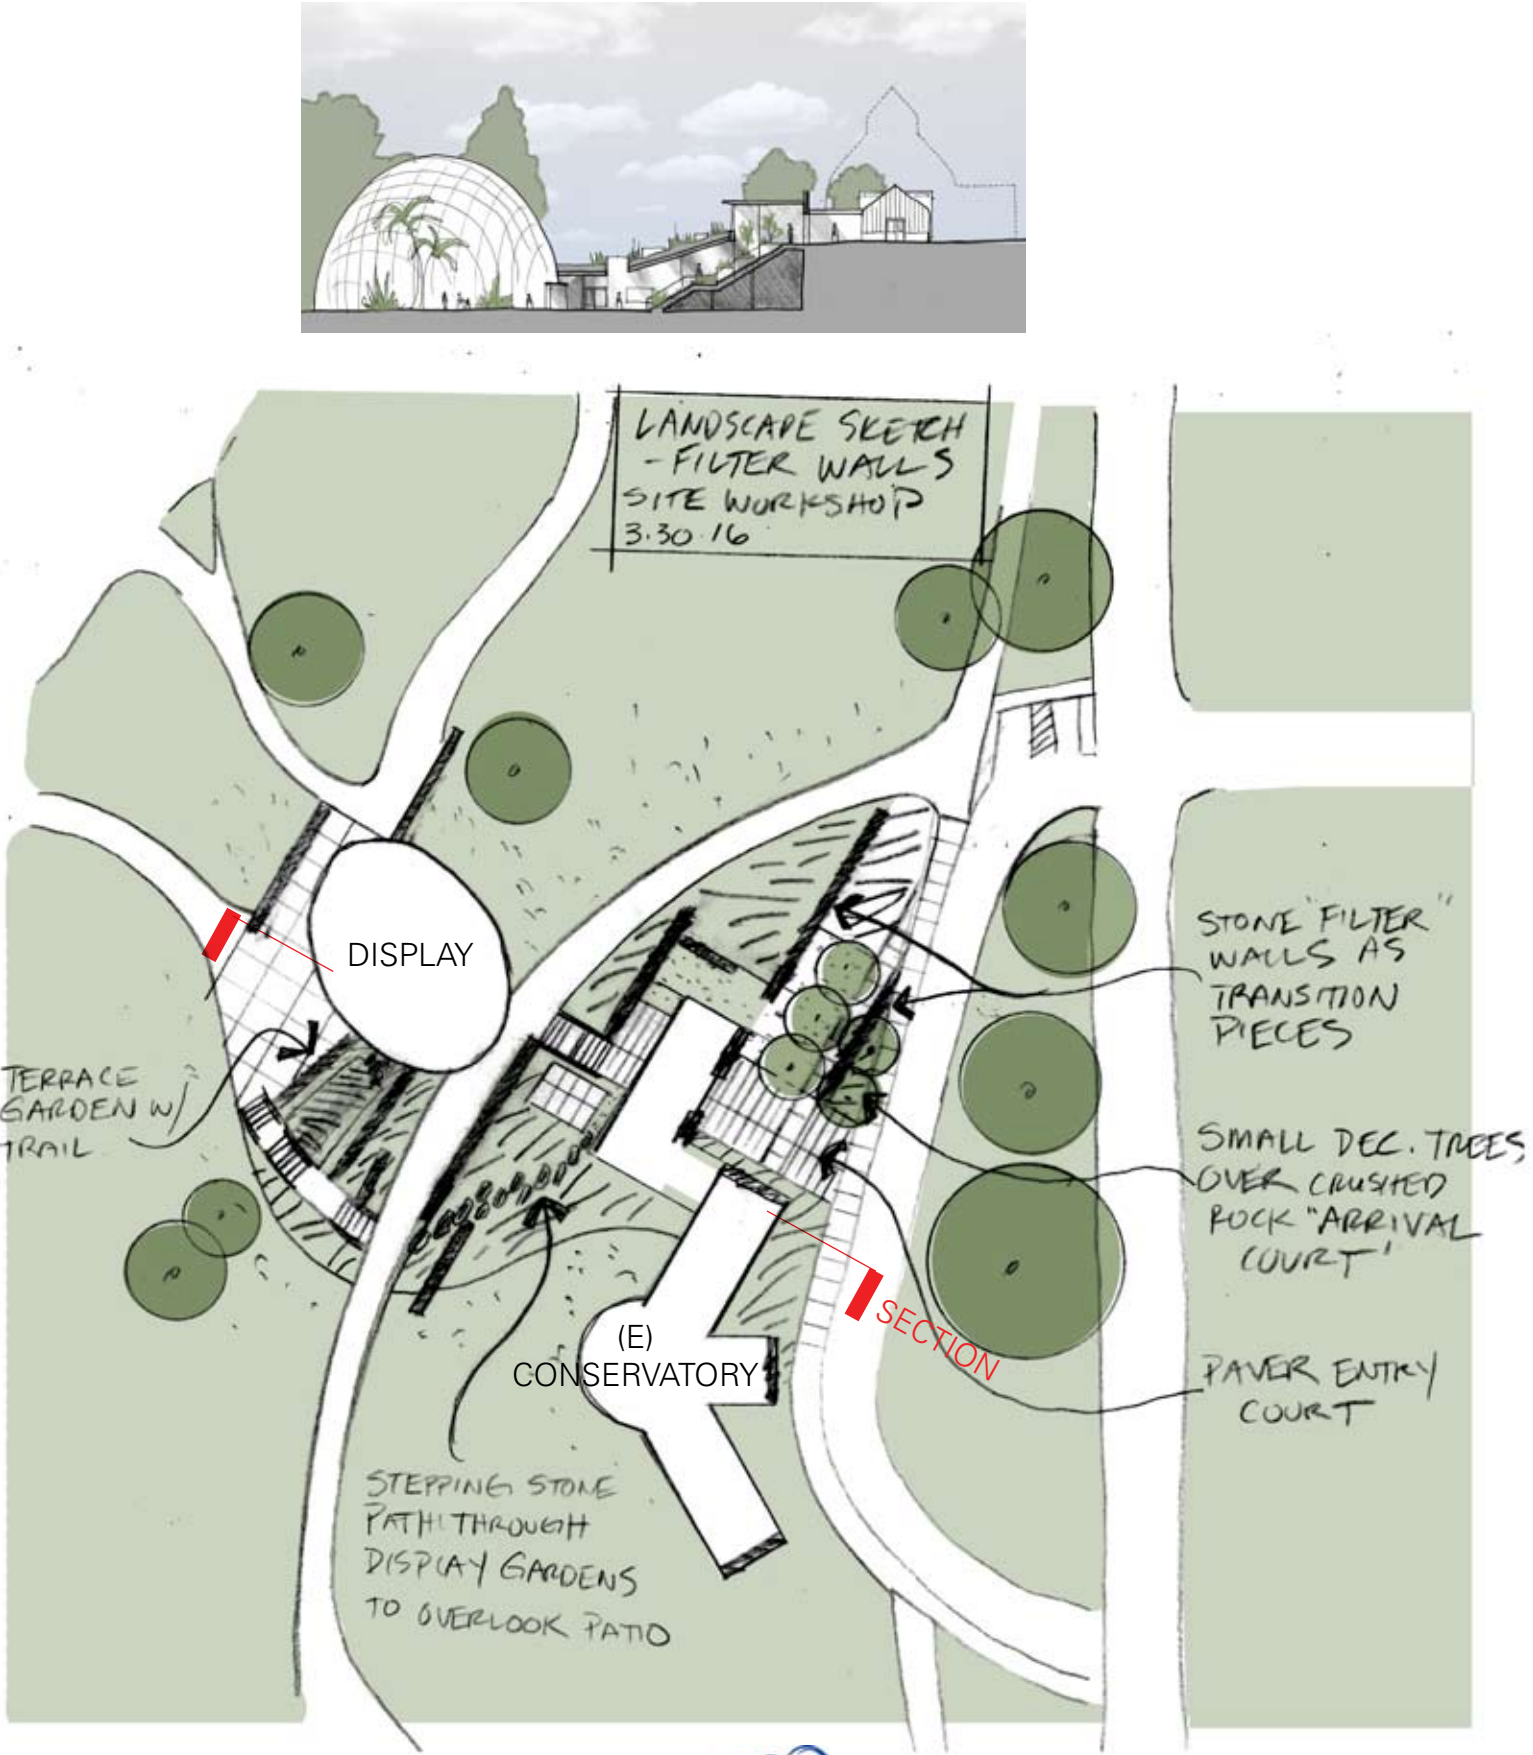 LANDSCAPE SKETCH
- FILTER WALLS
SITE WORKSHOP
3.30.16
DISPLAY
STONE "FILTER"
WALLS AS
TRANSITION
PIECES
TERRACE
GARDEN W/
TRAIL
SMALL DEC. TREES
OVER CRUSHED
ROCK "ARRIVAL
COURT"
SECTION
(E)
CONSERVATORY
PAVER ENTRY
COURT
STEPPING STONE
PATH THROUGH
DISPLAY GARDENS
TO OVERLOOK PATIO